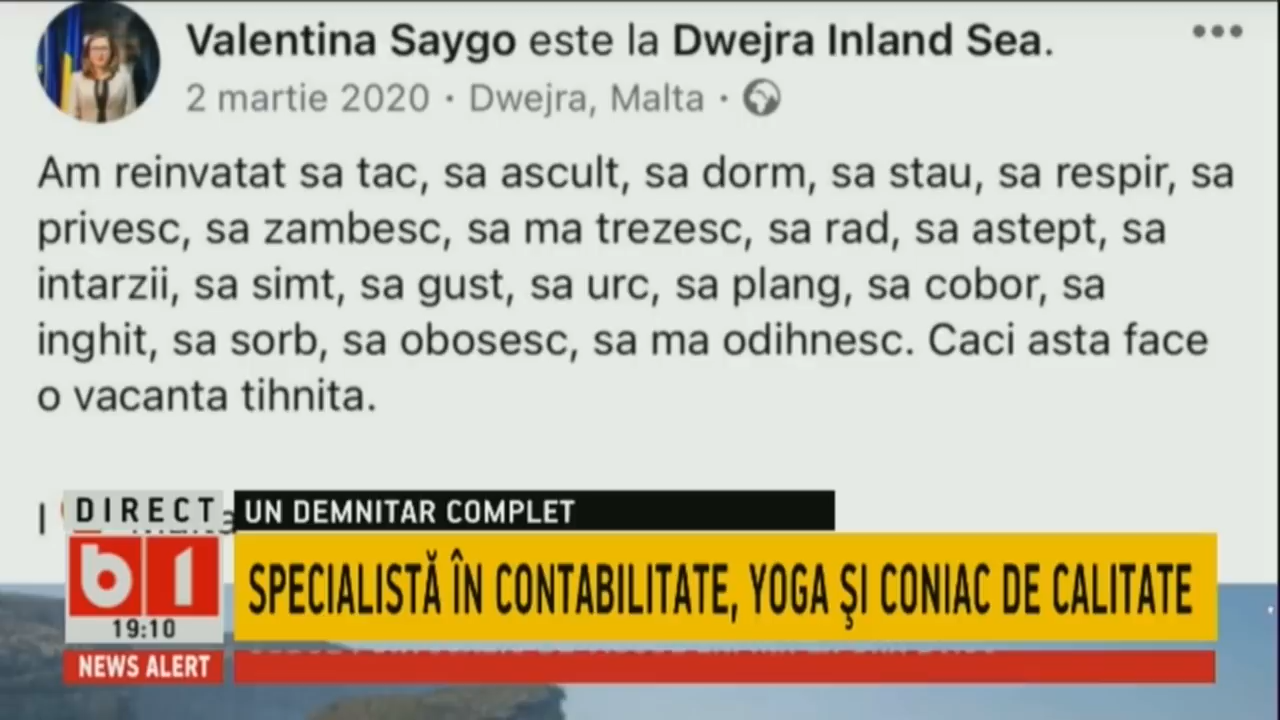 Valentina Saygo este la Dwejra Inland Sea.
2 martie 2020 · Dwejra, Malta ·
Am reinvatat sa tac, sa ascult, sa dorm, sa stau, sa respir, sa
privesc, sa zambesc, sa ma trezesc, sa rad, sa astept, sa
intarzii, sa simt, sa gust, sa urc, sa plang, sa cobor, sa
inghit, sa sorb, sa obosesc, sa ma odihnesc. Caci asta face
o vacanta tihnita.
DIRECT
UN DEMNITAR COMPLET
b1
SPECIALISTĂ ÎN CONTABILITATE, YOGA ŞI CONIAC DE CALITATE
19:10
NEWS ALERT